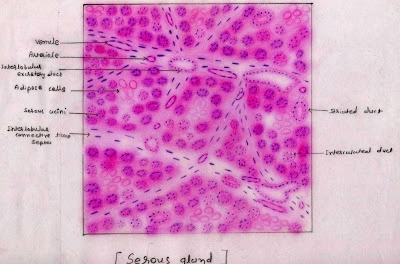 Venule
Arteriole
Interlobular
excretory duct
Adipose cells
Serous acini
Interlobular
connective tissue
Septum
Striated duct
Intercalated duct
[ Serous gland ]